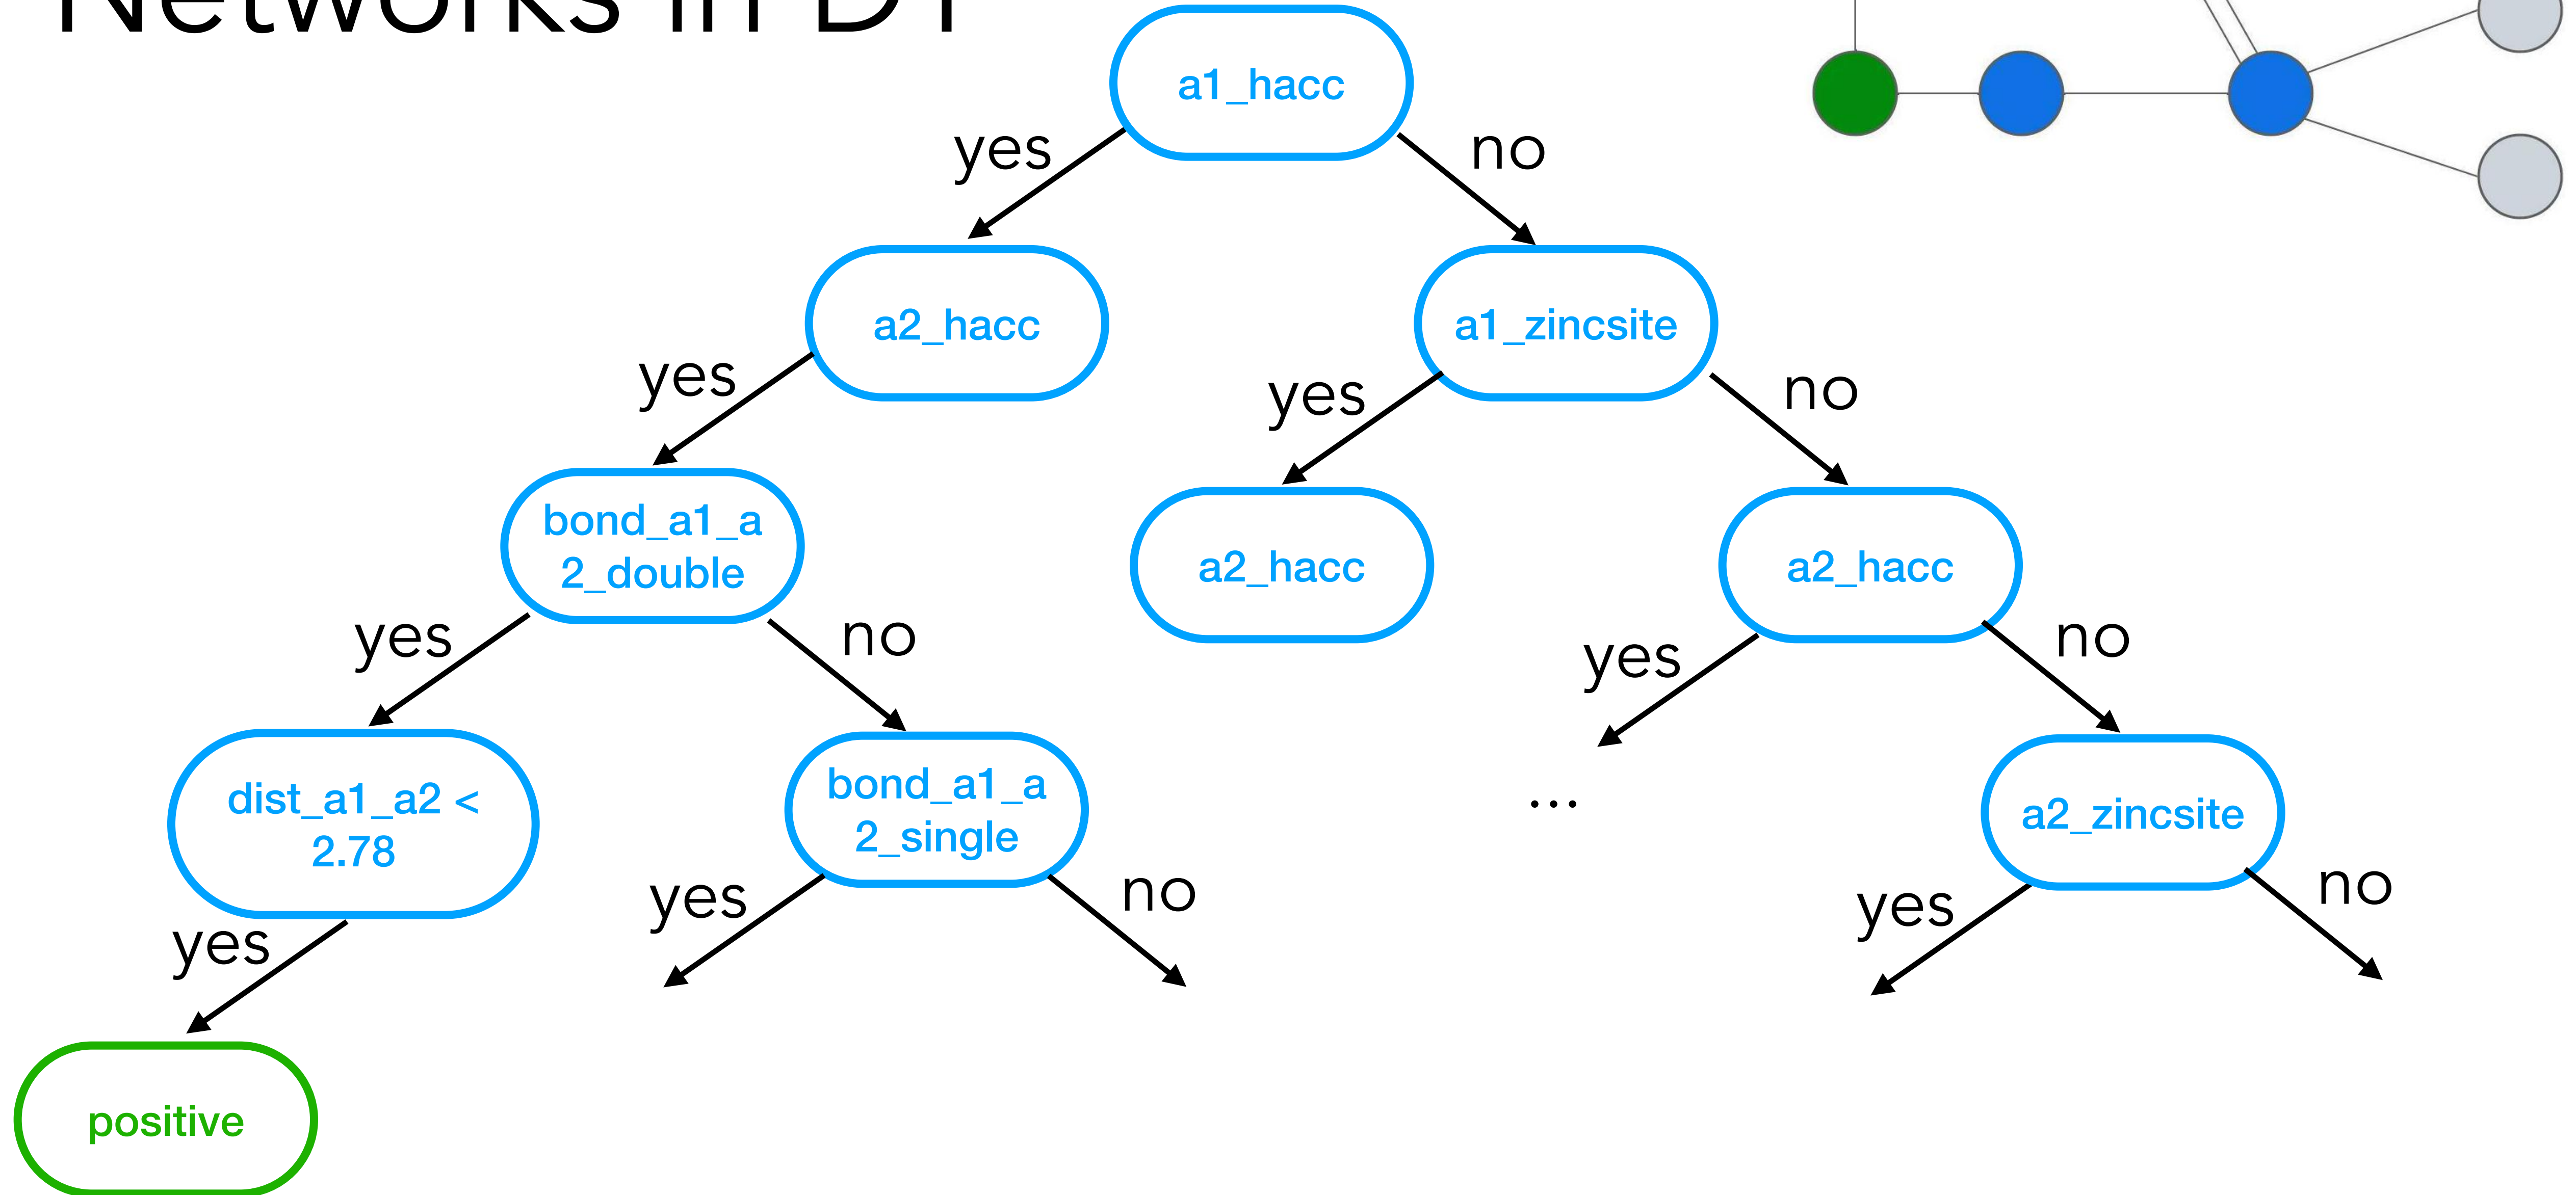 Networks in DT
a1_hacc
yes
no
a2_hacc
a1_zincsite
yes
yes
no
bond_a1_a
2_double
a2_hacc
a2_hacc
yes
no
yes
no
dist_a1_a2 <
2.78
bond_a1_a
2_single
...
a2_zincsite
yes
yes
no
yes
no
positive